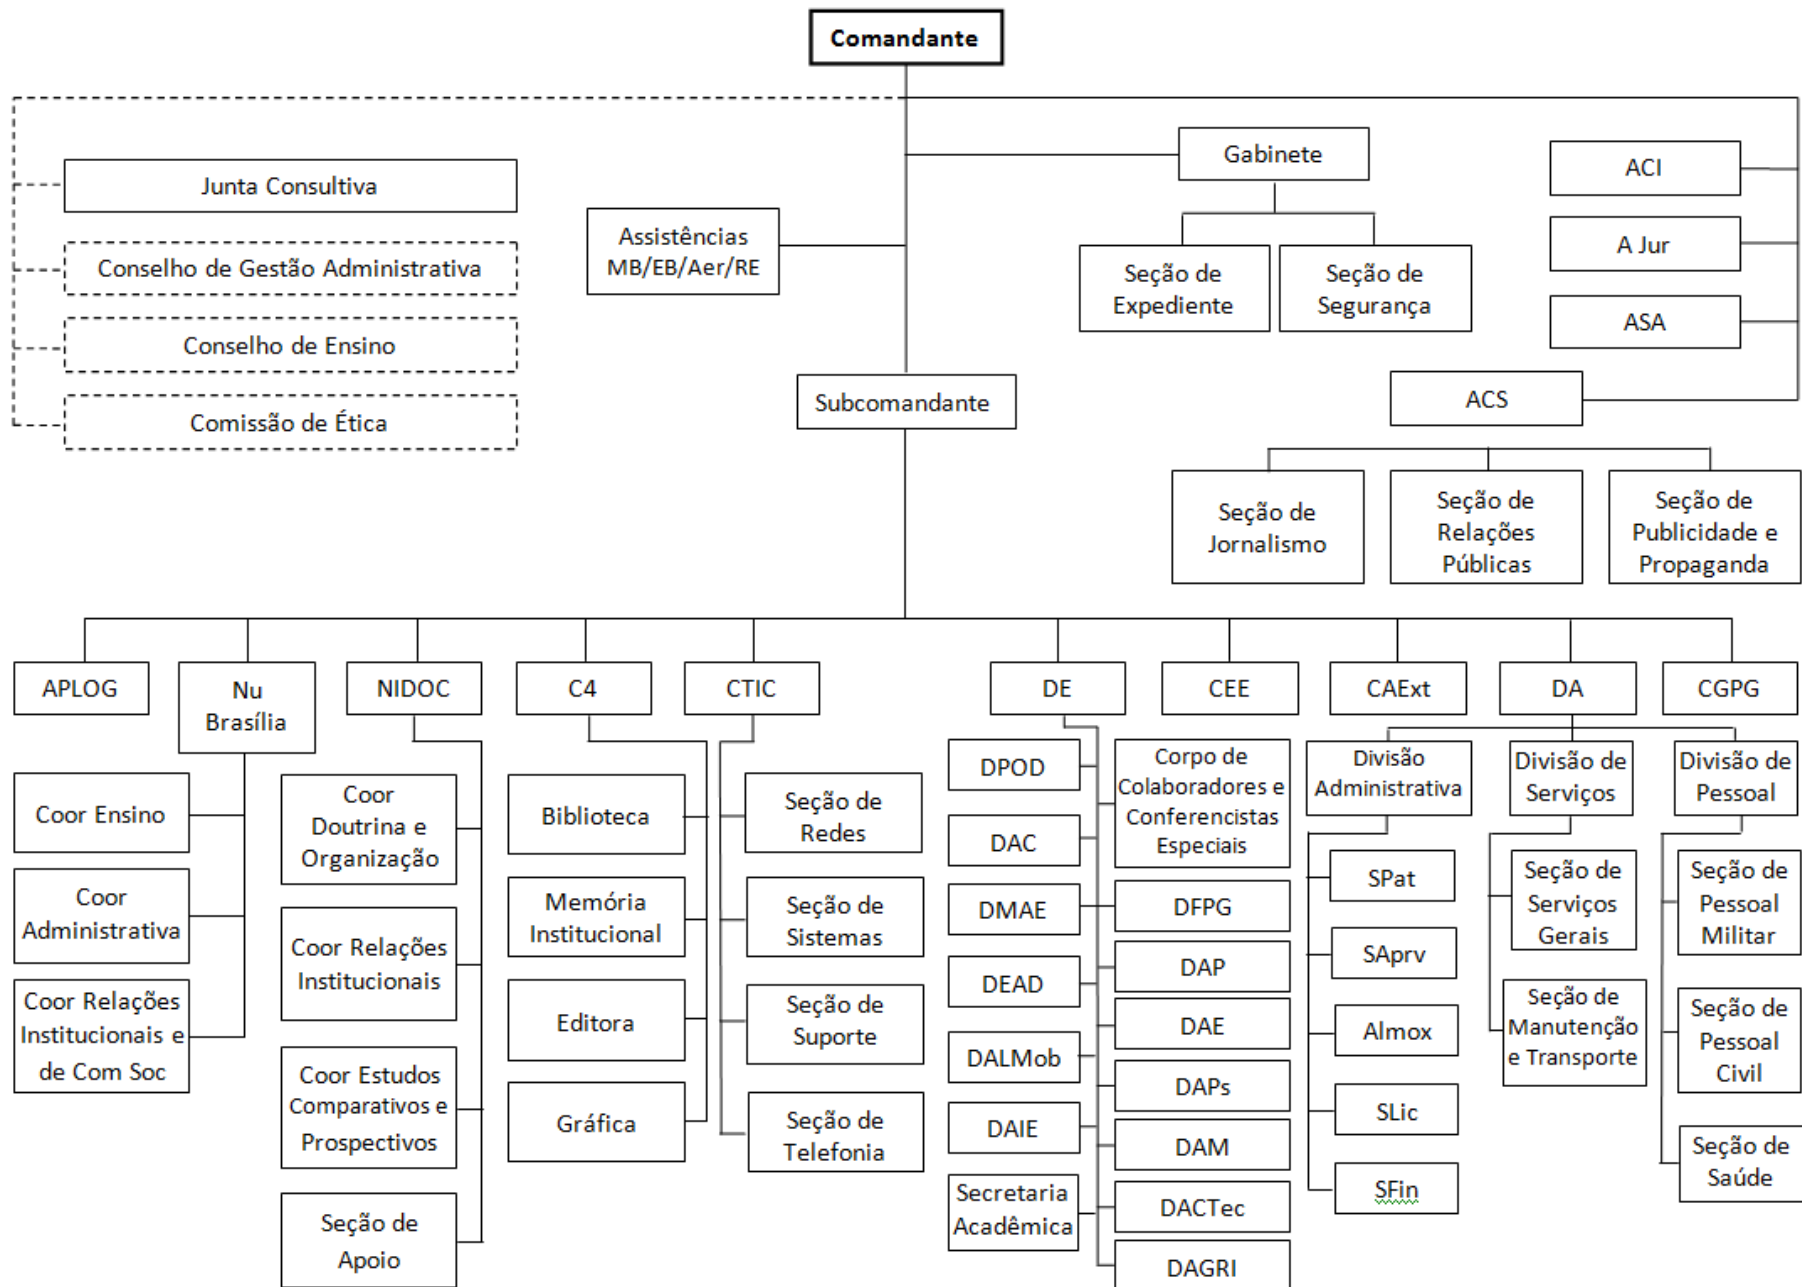 Comandante
Junta Consultiva
Conselho de Gestão Administrativa
Conselho de Ensino
Comissão de Ética
Assistências
MB/EB/Aer/RE
Gabinete
Seção de
Expediente
Seção de
Segurança
ACI
A Jur
ASA
ACS
Subcomandante
Seção de
Jornalismo
Seção de
Relações
Públicas
Seção de
Publicidade e
Propaganda
APLOG
Nu
Brasília
NIDOC
C4
CTIC
DE
CEE
CAExt
DA
CGPG
Coor Ensino
Coor
Administrativa
Coor Relações
Institucionais e
de Com Soc
Coor
Doutrina e
Organização
Coor Relações
Institucionais
Coor Estudos
Comparativos e
Prospectivos
Seção de
Apoio
Biblioteca
Memória
Institucional
Editora
Gráfica
Seção de
Redes
Seção de
Sistemas
Seção de
Suporte
Seção de
Telefonia
DPOD
DAC
DMAE
DEAD
DALMob
DAIE
Secretaria
Acadêmica
Corpo de
Colaboradores e
Conferencistas
Especiais
DFPG
DAP
DAE
DAPs
DAM
DACTec
DAGRI
Divisão
Administrativa
SPat
SAprv
Almox
SLic
SFin
Divisão de
Serviços
Seção de
Serviços
Gerais
Seção de
Manutenção
e Transporte
Divisão de
Pessoal
Seção de
Pessoal
Militar
Seção de
Pessoal
Civil
Seção de
Saúde